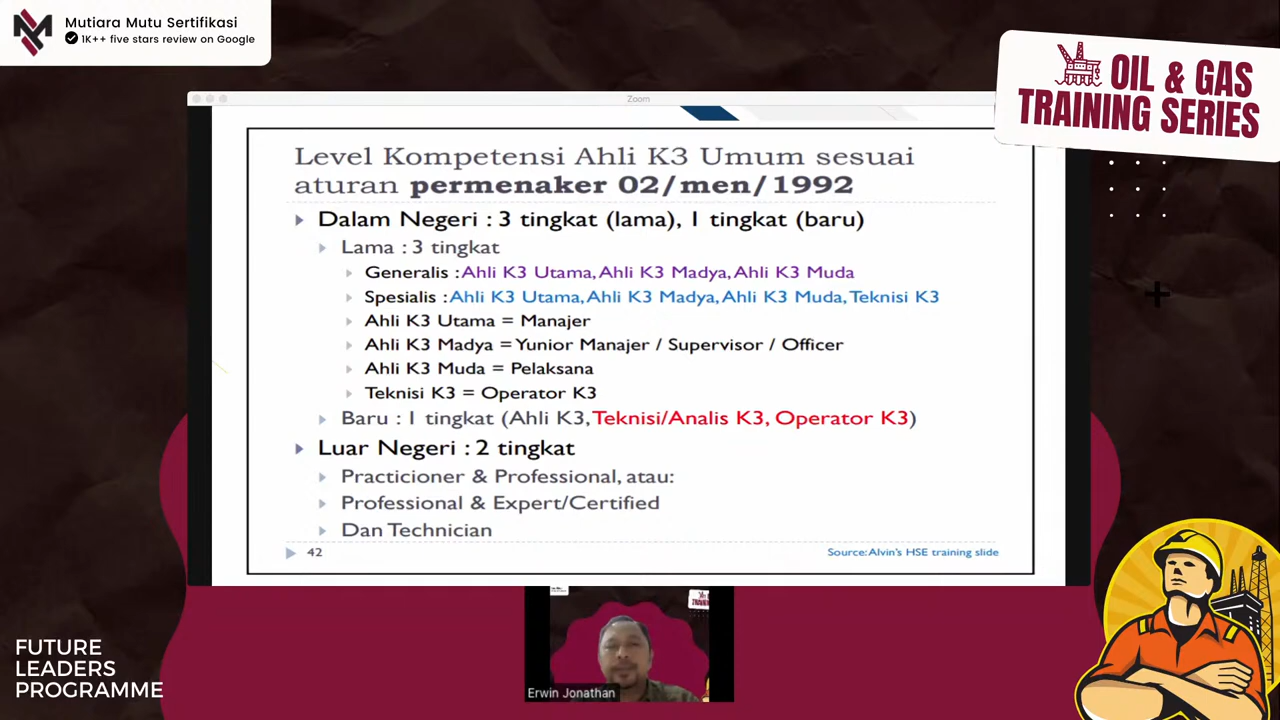 Mutiara Mutu Sertifikasi
1K++ five stars review on Google
OIL & GAS
TRAINING SERIES
Zoom
Level Kompetensi Ahli K3 Umum sesuai
aturan permenaker 02/men/1992
Dalam Negeri : 3 tingkat (lama), 1 tingkat (baru)
Lama : 3 tingkat
Generalis : Ahli K3 Utama, Ahli K3 Madya, Ahli K3 Muda
Spesialis : Ahli K3 Utama, Ahli K3 Madya, Ahli K3 Muda, Teknisi K3
Ahli K3 Utama = Manajer
Ahli K3 Madya = Yunior Manajer / Supervisor / Officer
Ahli K3 Muda = Pelaksana
Teknisi K3 = Operator K3
Baru : 1 tingkat (Ahli K3, Teknisi/Analis K3, Operator K3)
Luar Negeri : 2 tingkat
Practicioner & Professional, atau:
Professional & Expert/Certified
Dan Technician
42
Source: Alvin's HSE training slide
Erwin Jonathan
FUTURE
LEADERS
PROGRAMME